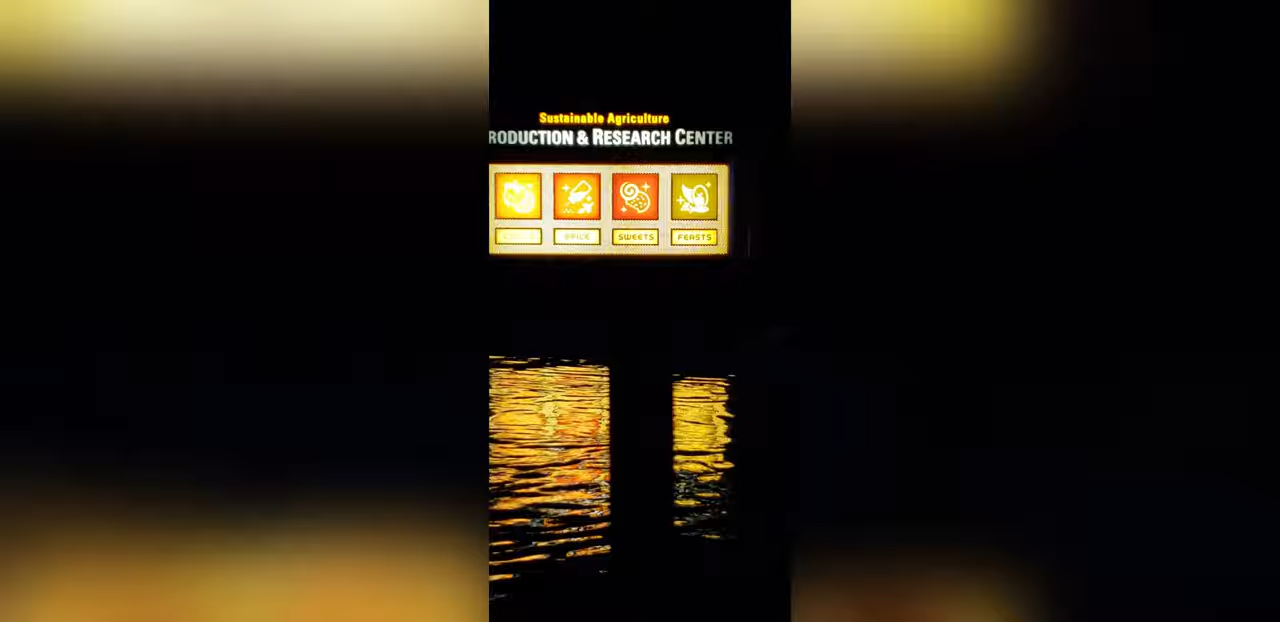 Sustainable Agriculture
RODUCTION & RESEARCH CENTER
SPICE SWEETS FEASTS